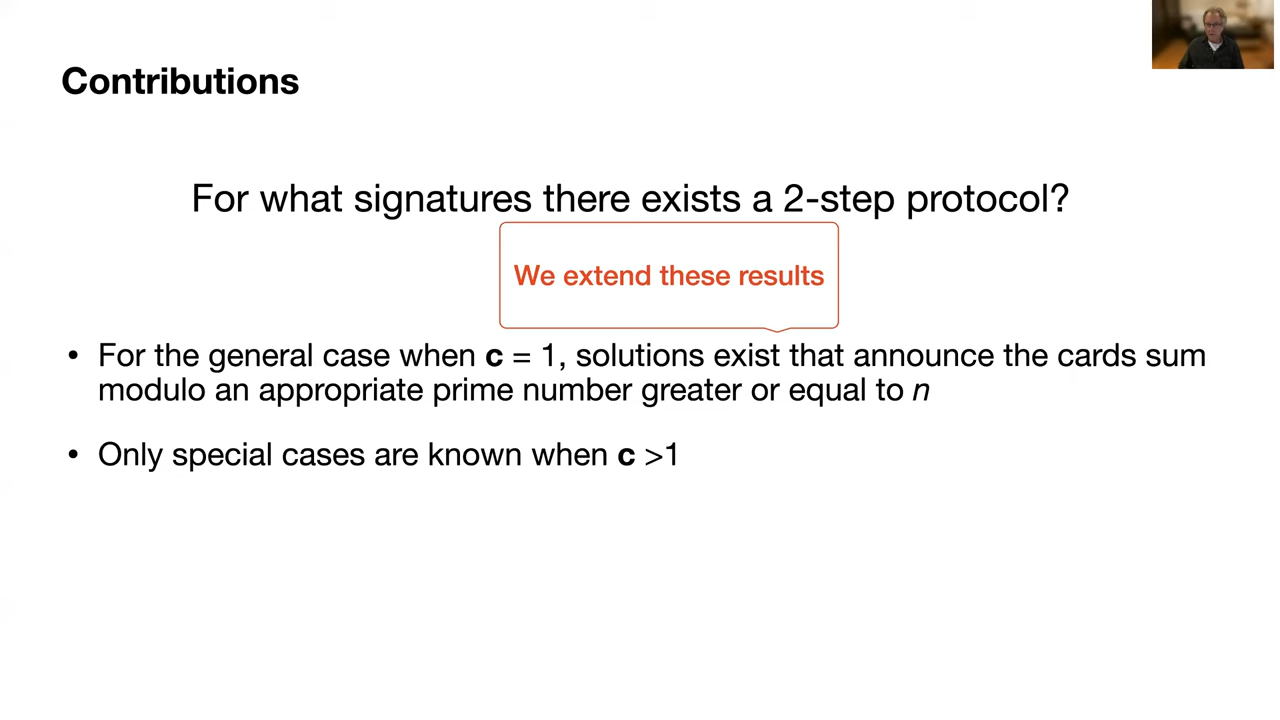 Contributions
For what signatures there exists a 2-step protocol?
We extend these results
• For the general case when c = 1, solutions exist that announce the cards sum
modulo an appropriate prime number greater or equal to n
• Only special cases are known when c >1